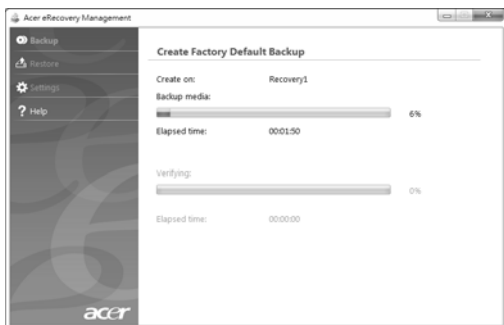 Acer eRecovery Management
Backup
Restore
Settings
? Help
Create Factory Default Backup
Create on: Recovery1
Backup media:
6%
Elapsed time: 00:01:50
Verifying:
0%
Elapsed time: 00:00:00
acer